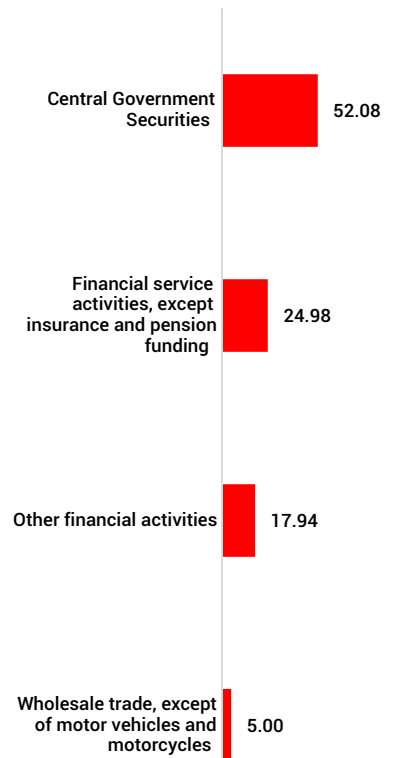 Central Government
Securities
52.08
Financial service
activities, except
insurance and pension
funding
24.98
Other financial activities
17.94
Wholesale trade, except
of motor vehicles and
motorcycles
5.00